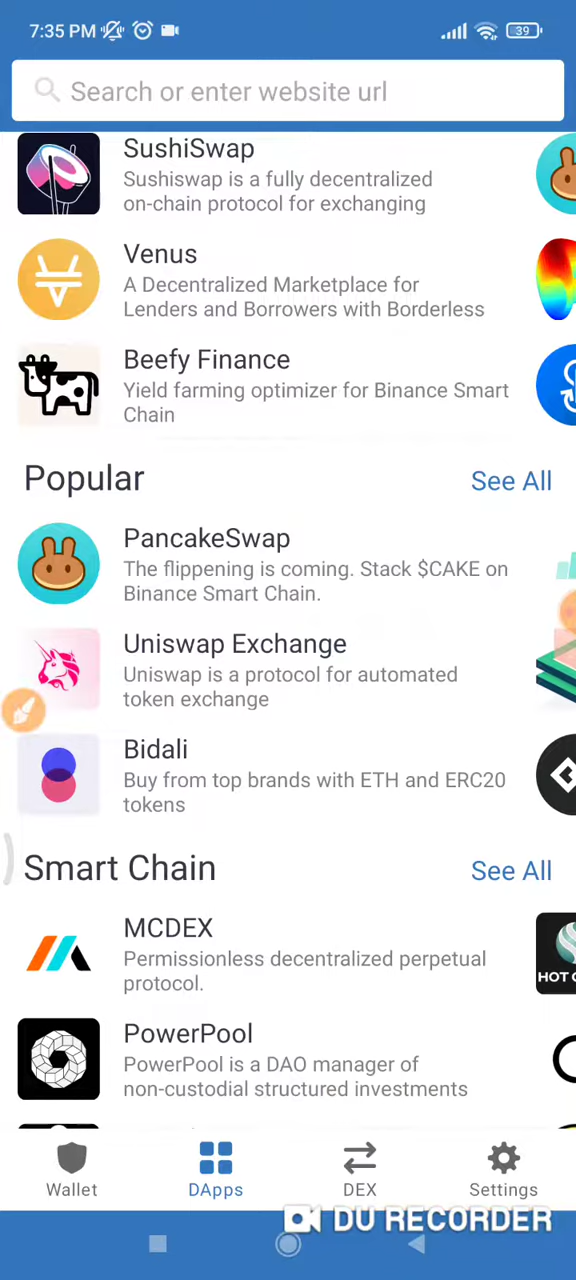 7:35 PM
39
Search or enter website url
SushiSwap
Sushiswap is a fully decentralized
on-chain protocol for exchanging
Venus
A Decentralized Marketplace for
Lenders and Borrowers with Borderless
Beefy Finance
Yield farming optimizer for Binance Smart
Chain
Popular
See All
PancakeSwap
The flippening is coming. Stack $CAKE on
Binance Smart Chain.
Uniswap Exchange
Uniswap is a protocol for automated
token exchange
Bidali
Buy from top brands with ETH and ERC20
tokens
Smart Chain
See All
MCDEX
Permissionless decentralized perpetual
protocol.
HOT
PowerPool
PowerPool is a DAO manager of
non-custodial structured investments
Wallet
DApps
DEX
Settings
DU RECORDER